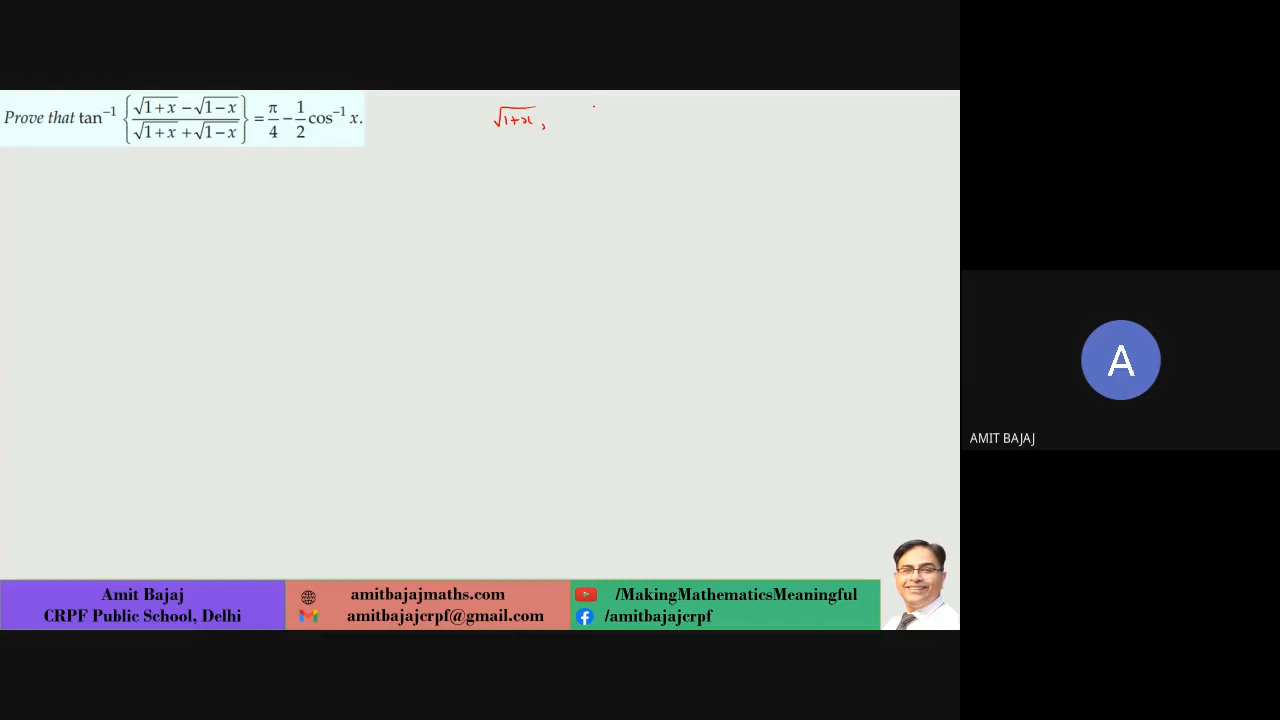 Prove that tan⁻¹ {(√1+x − √1−x)/(√1+x + √1−x)} = π/4 − 1/2 cos⁻¹ x.
√1+x ,
A
AMIT BAJAJ
Amit Bajaj
CRPF Public School, Delhi
amitbajajmaths.com
amitbajajcrpf@gmail.com
/MakingMathematicsMeaningful
/amitbajajcrpf